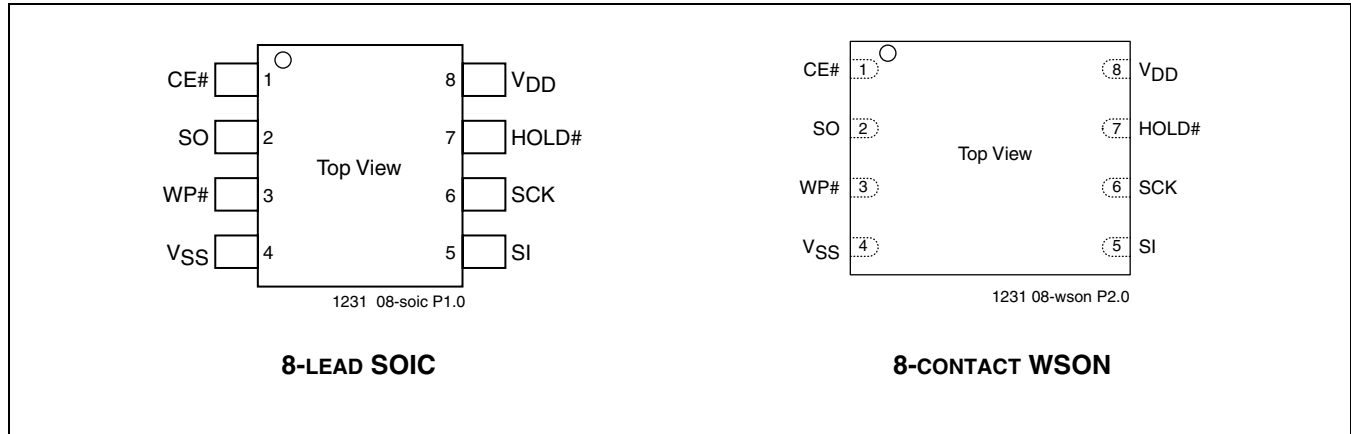 CE# 1 8 VDD
SO 2 7 HOLD#
Top View
WP# 3 6 SCK
VSS 4 5 SI
1231 08-soic P1.0
8-LEAD SOIC
CE# 1 8 VDD
SO 2 7 HOLD#
Top View
WP# 3 6 SCK
VSS 4 5 SI
1231 08-wson P2.0
8-CONTACT WSON